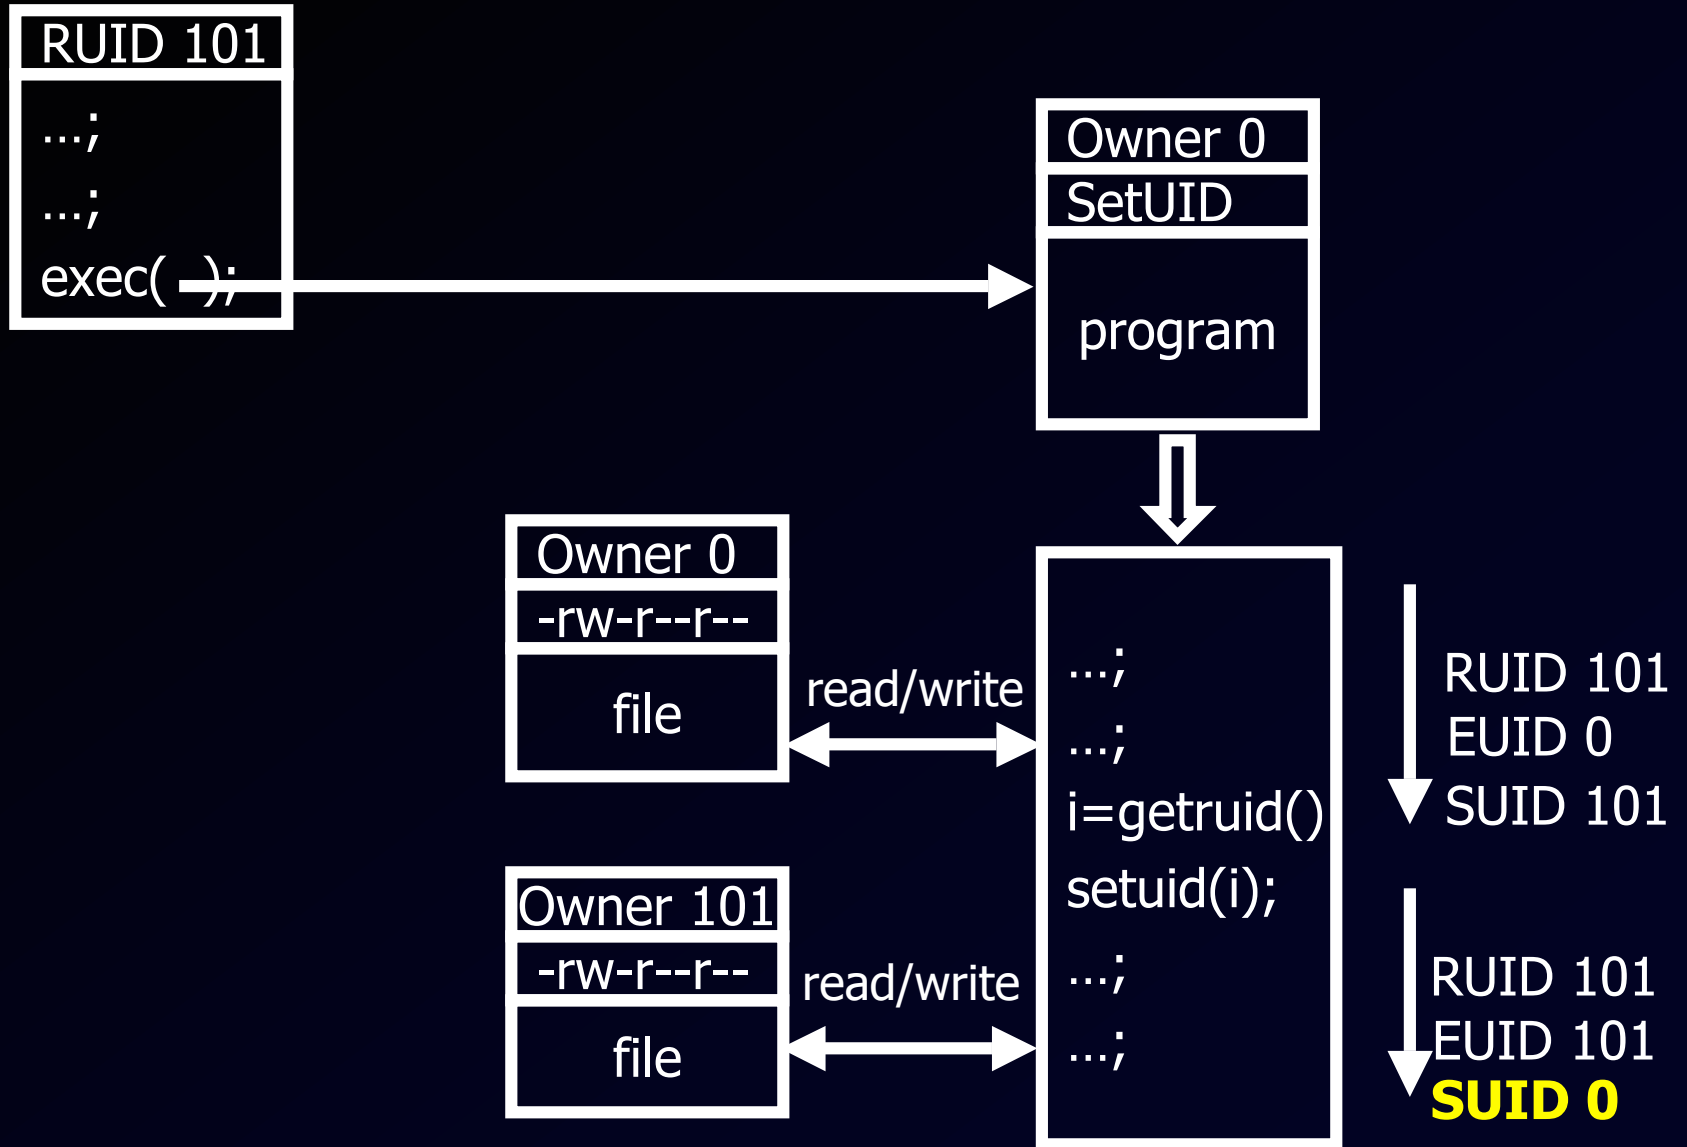 RUID 101
...;
...;
exec( );
Owner 0
SetUID
program
Owner 0
-rw-r--r--
file
read/write
...;
...;
i=getruid()
setuid(i);
...;
...;
RUID 101
EUID 0
SUID 101
Owner 101
-rw-r--r--
file
read/write
RUID 101
EUID 101
SUID 0